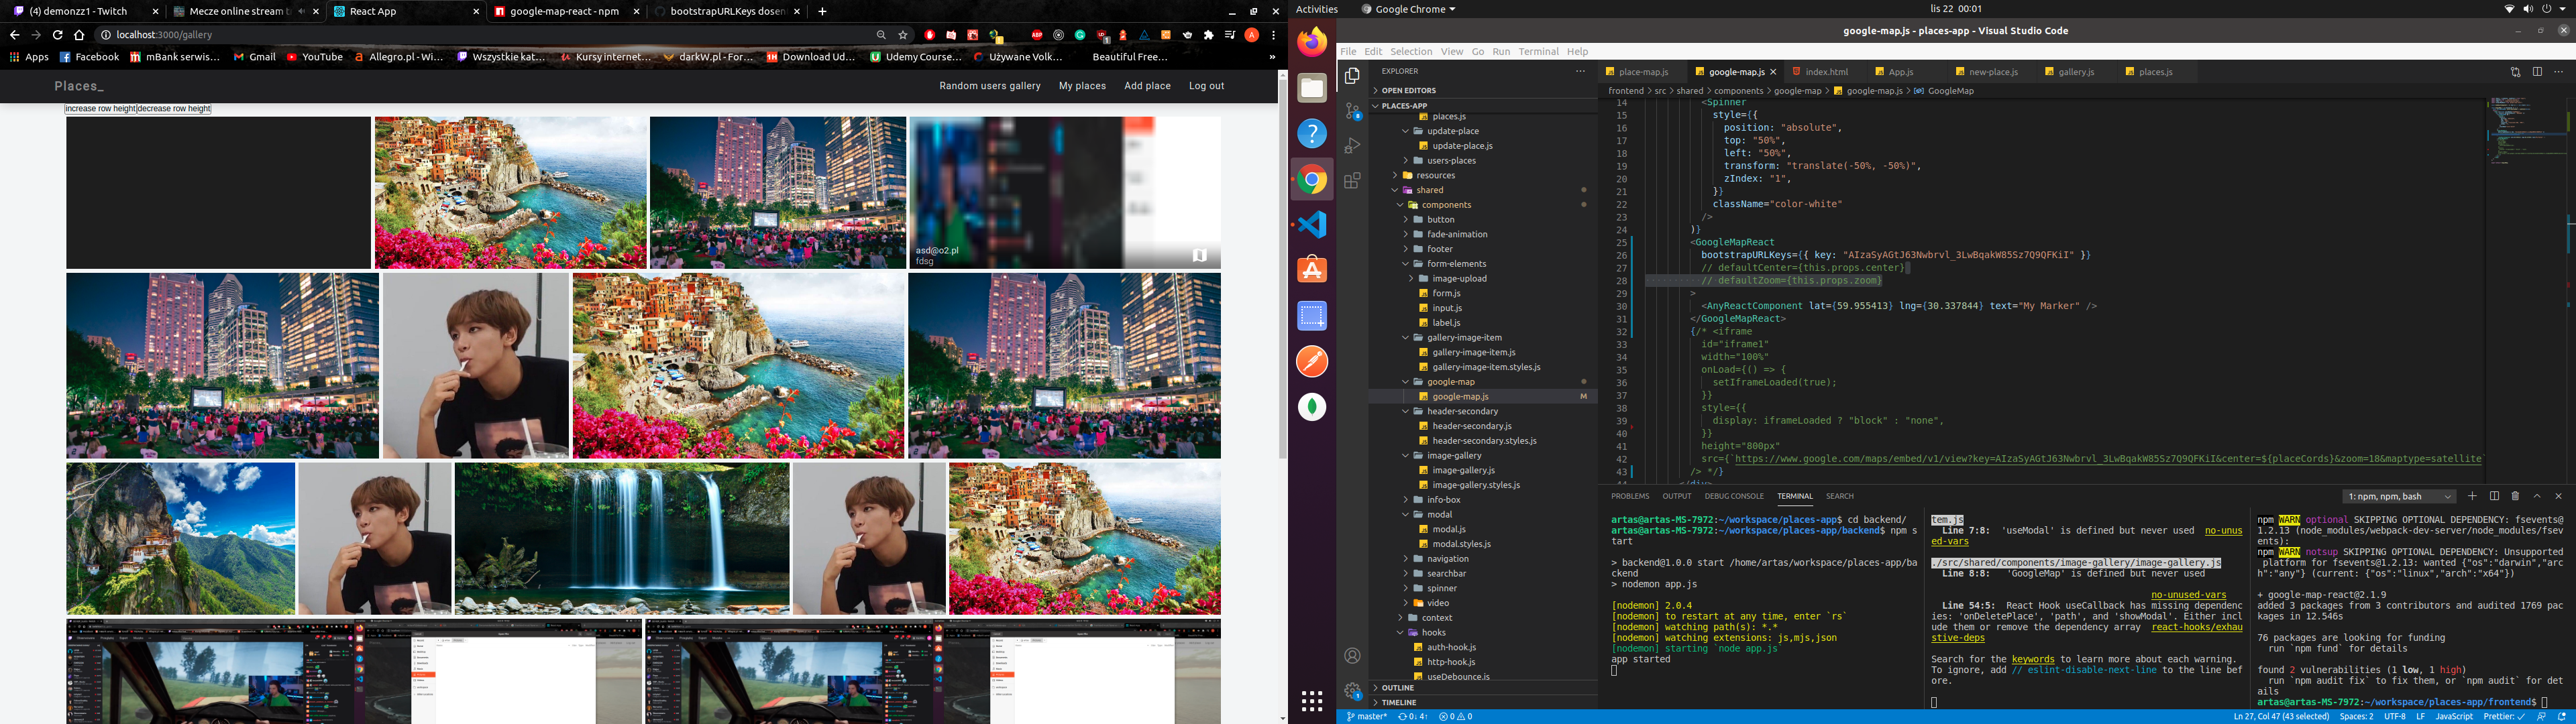 (4) demonzz1 - Twitch
Mecze online stream t
React App
google-map-react - npm
bootstrapURLKeys dosen
localhost:3000/gallery
Apps
Facebook
mBank serwis...
Gmail
YouTube
Allegro.pl - Wi...
Wszystkie kat...
Kursy internet...
darkW.pl - For...
Download Ud...
Udemy Course...
Używane Volk...
Beautiful Free...
Places_
Random users gallery
My places
Add place
Log out
increase row height
decrease row height
asd@o2.pl
fdsg
Activities
Google Chrome
lis 22 00:01
google-map.js - places-app - Visual Studio Code
File Edit Selection View Go Run Terminal Help
EXPLORER
OPEN EDITORS
PLACES-APP
places.js
update-place
update-place.js
users-places
resources
shared
components
button
fade-animation
footer
form-elements
image-upload
form.js
input.js
label.js
gallery-image-item
gallery-image-item.js
gallery-image-item.styles.js
google-map
google-map.js M
header-secondary
header-secondary.js
header-secondary.styles.js
image-gallery
image-gallery.js
image-gallery.styles.js
info-box
modal
modal.js
modal.styles.js
navigation
searchbar
spinner
video
context
hooks
auth-hook.js
http-hook.js
useDebounce.js
OUTLINE
TIMELINE
place-map.js
google-map.js
index.html
App.js
new-place.js
gallery.js
places.js
frontend > src > shared > components > google-map > google-map.js > GoogleMap
14 <Spinner
15 style={{
16 position: "absolute",
17 top: "50%",
18 left: "50%",
19 transform: "translate(-50%, -50%)",
20 zIndex: "1",
21 }}
22 className="color-white"
23 />
24 )}
25 <GoogleMapReact
26 bootstrapURLKeys={{ key: "AIzaSyAGtJ63Nwbrvl_3LwBqakW85Sz7Q9QFKiI" }}
27 // defaultCenter={this.props.center}
28 // defaultZoom={this.props.zoom}
29 >
30 <AnyReactComponent lat={59.955413} lng={30.337844} text="My Marker" />
31 </GoogleMapReact>
32 {/* <iframe
33 id="iframe1"
34 width="100%"
35 onLoad={() => {
36 setIframeLoaded(true);
37 }}
38 style={{
39 display: iframeLoaded ? "block" : "none",
40 }}
41 height="800px"
42 src={`https://www.google.com/maps/embed/v1/view?key=AIzaSyAGtJ63Nwbrvl_3LwBqakW85Sz7Q9QFKiI&center=${placeCords}&zoom=18&maptype=satellite
43 /> */}
PROBLEMS OUTPUT DEBUG CONSOLE TERMINAL SEARCH
1: npm, npm, bash
artas@artas-MS-7972:~/workspace/places-app$ cd backend/
artas@artas-MS-7972:~/workspace/places-app/backend$ npm s
tart
> backend@1.0.0 start /home/artas/workspace/places-app/ba
ckend
> nodemon app.js
[nodemon] 2.0.4
[nodemon] to restart at any time, enter `rs`
[nodemon] watching path(s): *.*
[nodemon] watching extensions: js,mjs,json
[nodemon] starting `node app.js`
app started
tem.js
Line 7:8: 'useModal' is defined but never used no-unus
ed-vars
./src/shared/components/image-gallery/image-gallery.js
Line 8:8: 'GoogleMap' is defined but never used
no-unused-vars
Line 54:5: React Hook useCallback has missing dependenc
ies: 'onDeletePlace', 'path', and 'showModal'. Either incl
ude them or remove the dependency array react-hooks/exhau
stive-deps
Search for the keywords to learn more about each warning.
To ignore, add // eslint-disable-next-line to the line bef
ore.
npm WARN optional SKIPPING OPTIONAL DEPENDENCY: fsevents@
1.2.13 (node_modules/webpack-dev-server/node_modules/fsev
ents):
npm WARN notsup SKIPPING OPTIONAL DEPENDENCY: Unsupported
platform for fsevents@1.2.13: wanted {"os":"darwin","arc
h":"any"} (current: {"os":"linux","arch":"x64"})
+ google-map-react@2.1.9
added 3 packages from 3 contributors and audited 1769 pac
kages in 12.546s
76 packages are looking for funding
run `npm fund` for details
found 2 vulnerabilities (1 low, 1 high)
run `npm audit fix` to fix them, or `npm audit` for det
ails
artas@artas-MS-7972:~/workspace/places-app/frontend$
master*
0↓ 4↑
0 0
Ln 27, Col 47 (43 selected)
Spaces: 2
UTF-8
LF
JavaScript
Prettier: ✓